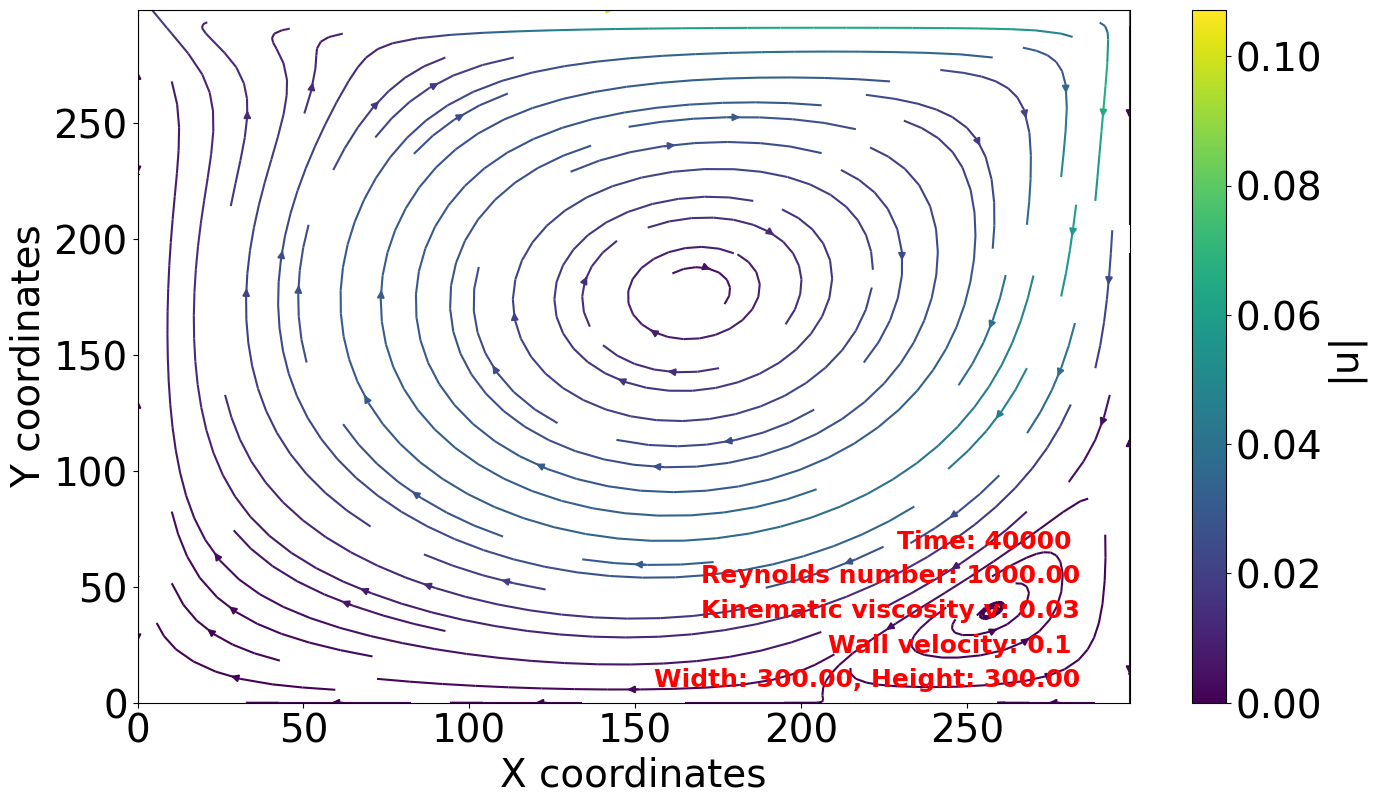 250
200
150
100
50
0
Y coordinates
0 50 100 150 200 250
X coordinates
Time: 40000
Reynolds number: 1000.00
Kinematic viscosity ν: 0.03
Wall velocity: 0.1
Width: 300.00, Height: 300.00
0.10
0.08
0.06
0.04
0.02
0.00
|u|